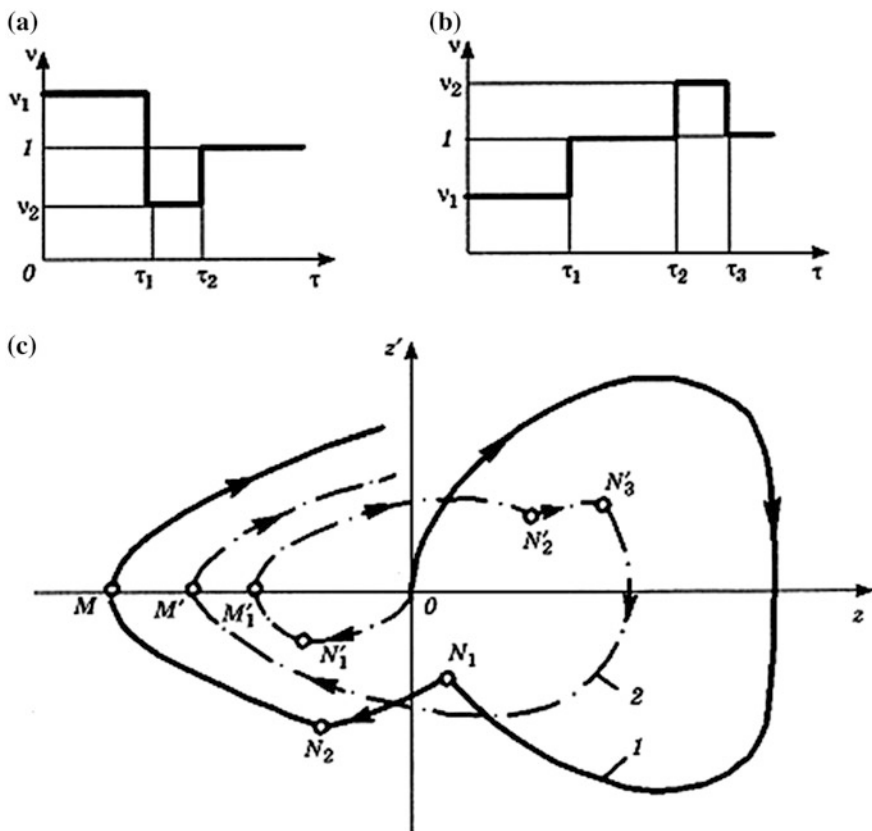 (a)
ν
ν₁
1
ν₂
0
τ₁
τ₂
τ
(b)
ν
ν₂
1
ν₁
τ₁
τ₂
τ₃
τ
(c)
z′
N′₃
N′₂
M
M′
M′₁
0
z
N′₁
N₁
2
N₂
1